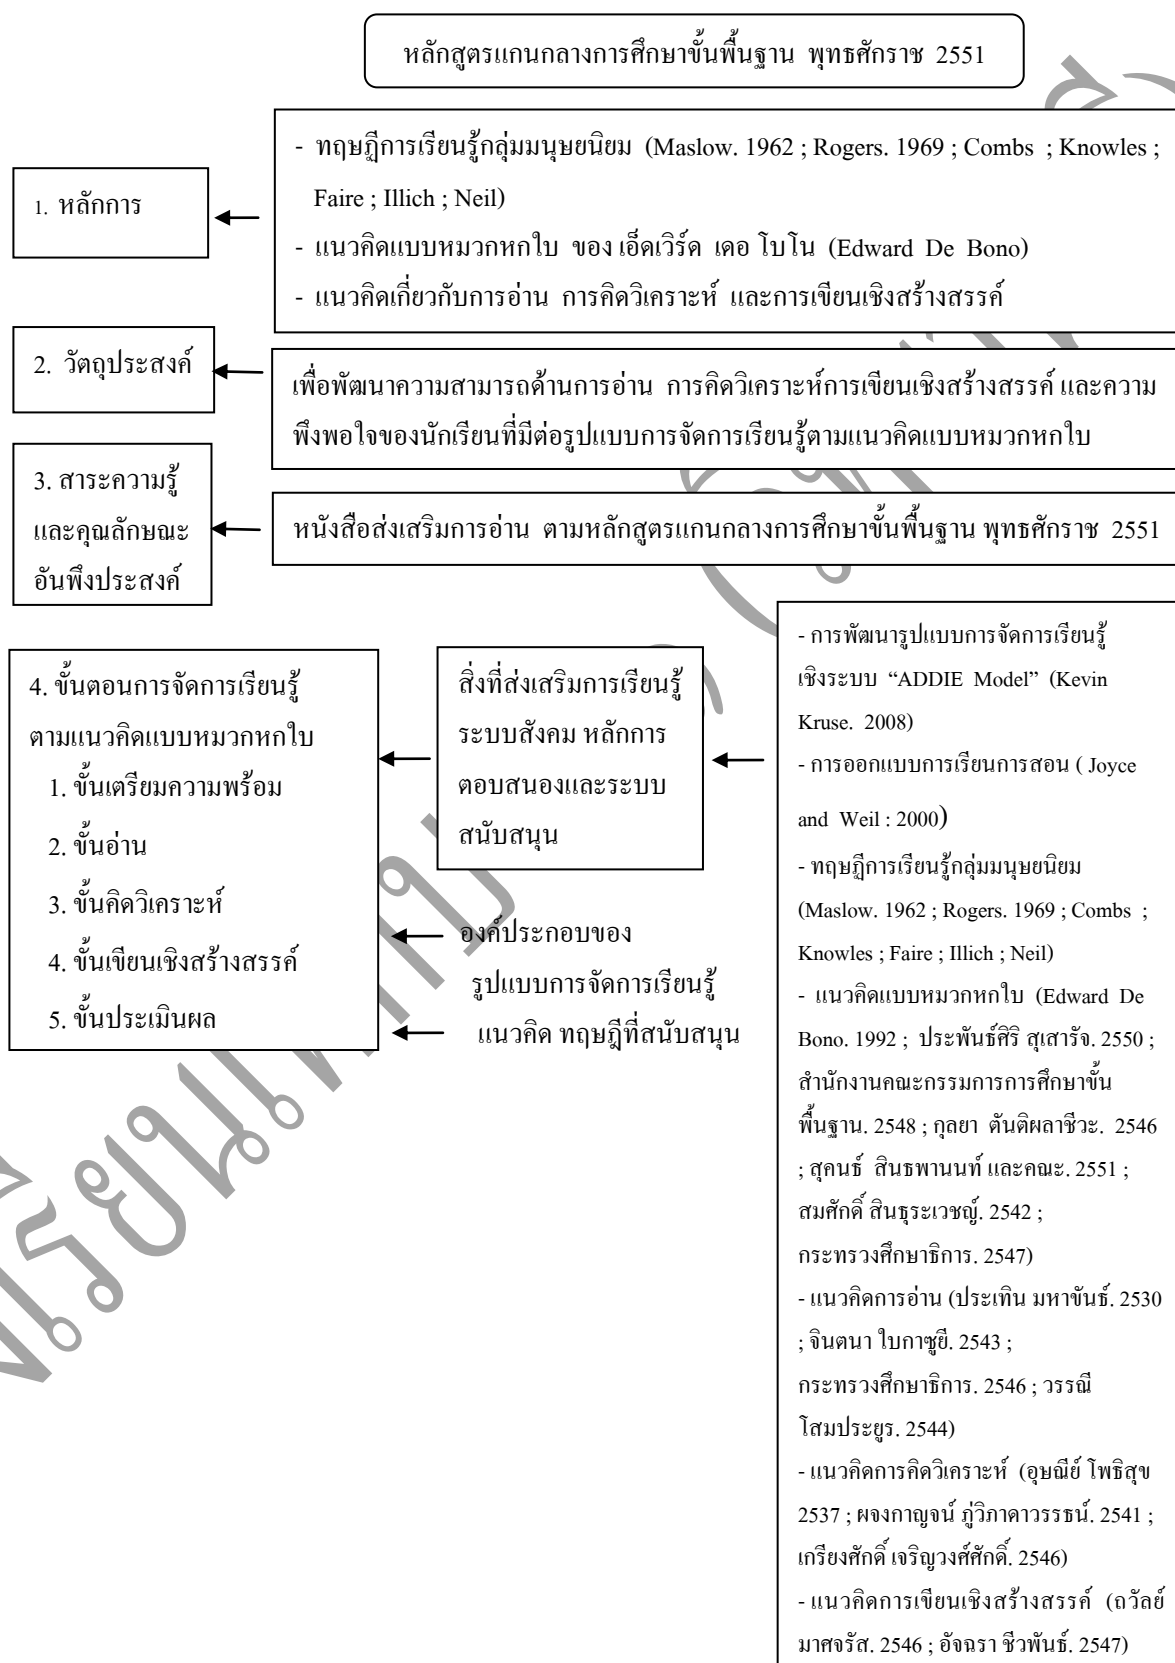 หลักสูตรแกนกลางการศึกษาขั้นพื้นฐาน พุทธศักราช 2551
1. หลักการ
- ทฤษฎีการเรียนรู้กลุ่มมนุษยนิยม (Maslow. 1962 ; Rogers. 1969 ; Combs ; Knowles ;
Faire ; Illich ; Neil)
- แนวคิดแบบหมวกหกใบ ของ เอ็ดเวิร์ด เดอ โบโน (Edward De Bono)
- แนวคิดเกี่ยวกับการอ่าน การคิดวิเคราะห์ และการเขียนเชิงสร้างสรรค์
2. วัตถุประสงค์
เพื่อพัฒนาความสามารถด้านการอ่าน การคิดวิเคราะห์การเขียนเชิงสร้างสรรค์ และความ
พึงพอใจของนักเรียนที่มีต่อรูปแบบการจัดการเรียนรู้ตามแนวคิดแบบหมวกหกใบ
3. สาระความรู้
และคุณลักษณะ
อันพึงประสงค์
หนังสือส่งเสริมการอ่าน ตามหลักสูตรแกนกลางการศึกษาขั้นพื้นฐาน พุทธศักราช 2551
4. ขั้นตอนการจัดการเรียนรู้
ตามแนวคิดแบบหมวกหกใบ
1. ขั้นเตรียมความพร้อม
2. ขั้นอ่าน
3. ขั้นคิดวิเคราะห์
4. ขั้นเขียนเชิงสร้างสรรค์
5. ขั้นประเมินผล
สิ่งที่ส่งเสริมการเรียนรู้
ระบบสังคม หลักการ
ตอบสนองและระบบ
สนับสนุน
องค์ประกอบของ
รูปแบบการจัดการเรียนรู้
แนวคิด ทฤษฎีที่สนับสนุน
- การพัฒนารูปแบบการจัดการเรียนรู้
เชิงระบบ “ADDIE Model” (Kevin
Kruse. 2008)
- การออกแบบการเรียนการสอน ( Joyce
and Weil : 2000)
- ทฤษฎีการเรียนรู้กลุ่มมนุษยนิยม
(Maslow. 1962 ; Rogers. 1969 ; Combs ;
Knowles ; Faire ; Illich ; Neil)
- แนวคิดแบบหมวกหกใบ (Edward De
Bono. 1992 ; ประพันธ์ศิริ สุเสารัจ. 2550 ;
สำนักงานคณะกรรมการการศึกษาขั้น
พื้นฐาน. 2548 ; กุลยา ตันติผลาชีวะ. 2546
; สุคนธ์ สินธพานนท์ และคณะ. 2551 ;
สมศักดิ์ สินธุระเวชญ์. 2542 ;
กระทรวงศึกษาธิการ. 2547)
- แนวคิดการอ่าน (ประเทิน มหาขันธ์. 2530
; จินตนา ใบกาซูยี. 2543 ;
กระทรวงศึกษาธิการ. 2546 ; วรรณี
โสมประยูร. 2544)
- แนวคิดการคิดวิเคราะห์ (อุษณีย์ โพธิสุข
2537 ; ผจงกาญจน์ ภู่วิภาดาวรรธน์. 2541 ;
เกรียงศักดิ์ เจริญวงศ์ศักดิ์. 2546)
- แนวคิดการเขียนเชิงสร้างสรรค์ (ถวัลย์
มาศจรัส. 2546 ; อัจฉรา ชีวพันธ์. 2547)